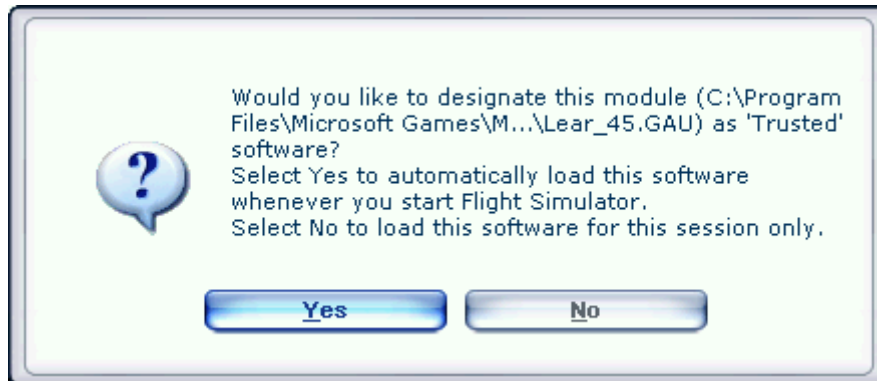 Would you like to designate this module (C:\Program
Files\Microsoft Games\M...\Lear_45.GAU) as 'Trusted'
software?
Select Yes to automatically load this software
whenever you start Flight Simulator.
Select No to load this software for this session only.
Yes
No